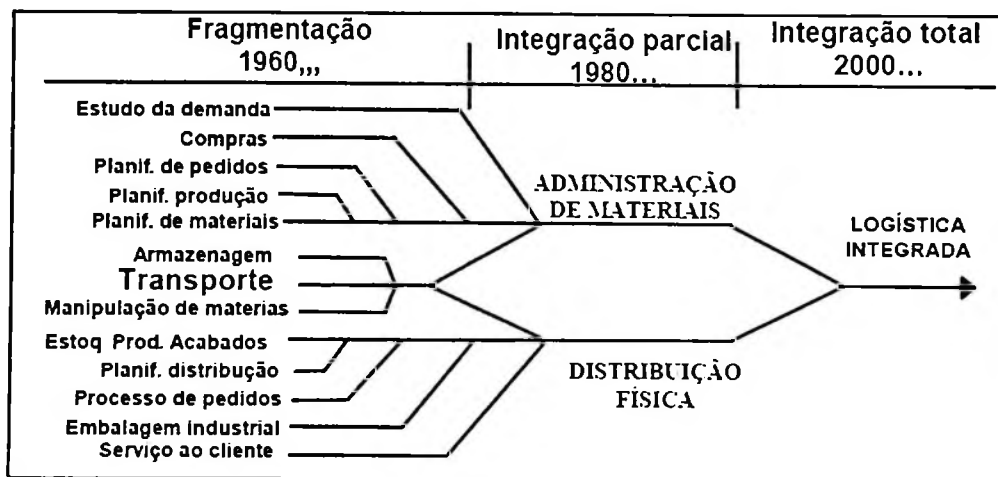 Fragmentação
1960,,,
Integração parcial
1980...
Integração total
2000...
Estudo da demanda
Compras
Planif. de pedidos
Planif. produção
Planif. de materiais
Armazenagem
Transporte
Manipulação de materias
Estoq Prod. Acabados
Planif. distribução
Processo de pedidos
Embalagem industrial
Serviço ao cliente
ADMINISTRAÇÃO
DE MATERIAIS
DISTRIBUIÇÃO
FÍSICA
LOGÍSTICA
INTEGRADA